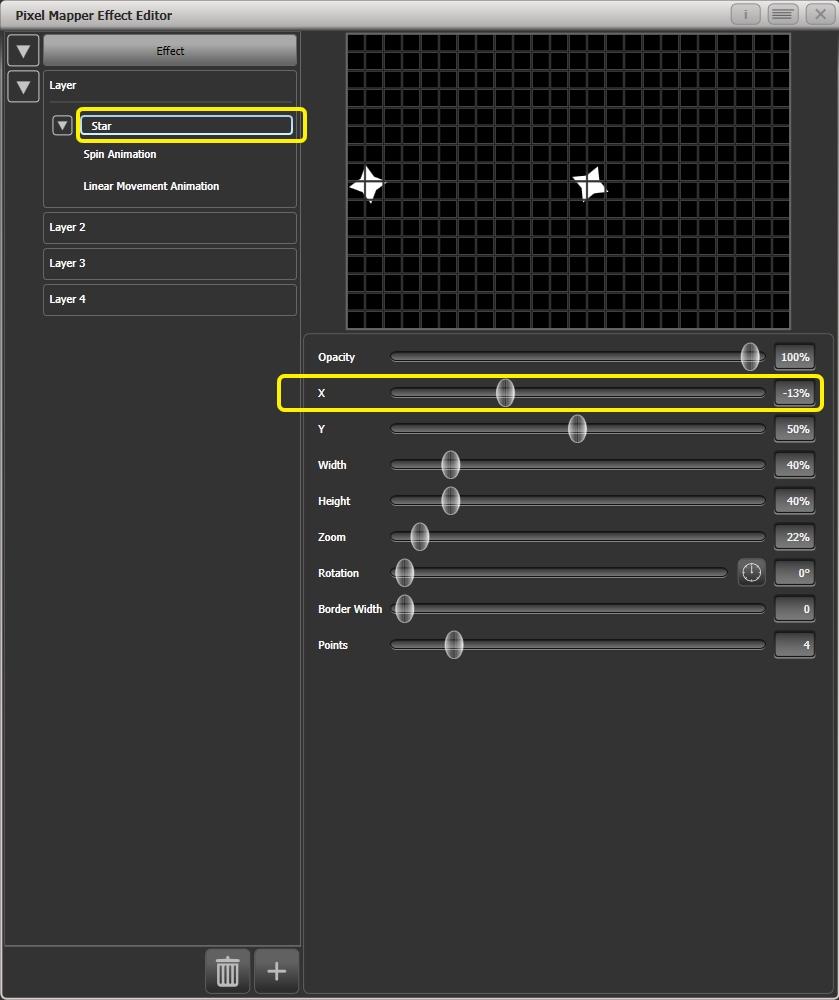 Pixel Mapper Effect Editor
i
Effect
Layer
Star
Spin Animation
Linear Movement Animation
Layer 2
Layer 3
Layer 4
Opacity 100%
X -13%
Y 50%
Width 40%
Height 40%
Zoom 22%
Rotation 0°
Border Width 0
Points 4